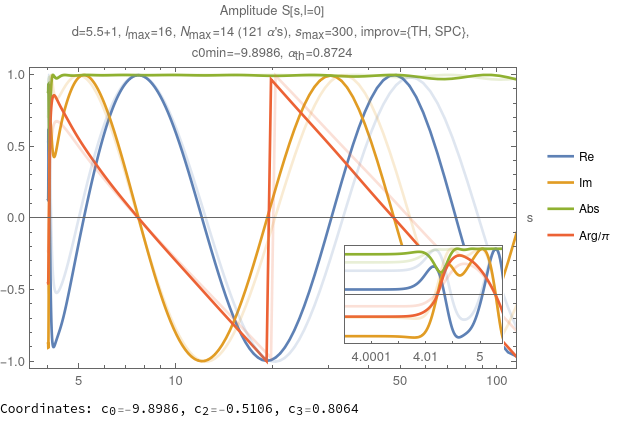 Amplitude S[s,l=0]
d=5.5+1, lmax=16, Nmax=14 (121 α's), smax=300, improv={TH, SPC},
c0min=-9.8986, αth=0.8724
1.0
0.5
0.0
-0.5
-1.0
5
10
50
100
s
4.0001
4.01
5
Re
Im
Abs
Arg/π
Coordinates: c0=-9.8986, c2=-0.5106, c3=0.8064